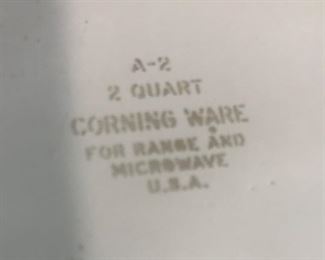 A-2
2 QUART
CORNING WARE
FOR RANGE AND
MICROWAVE
U.S.A.